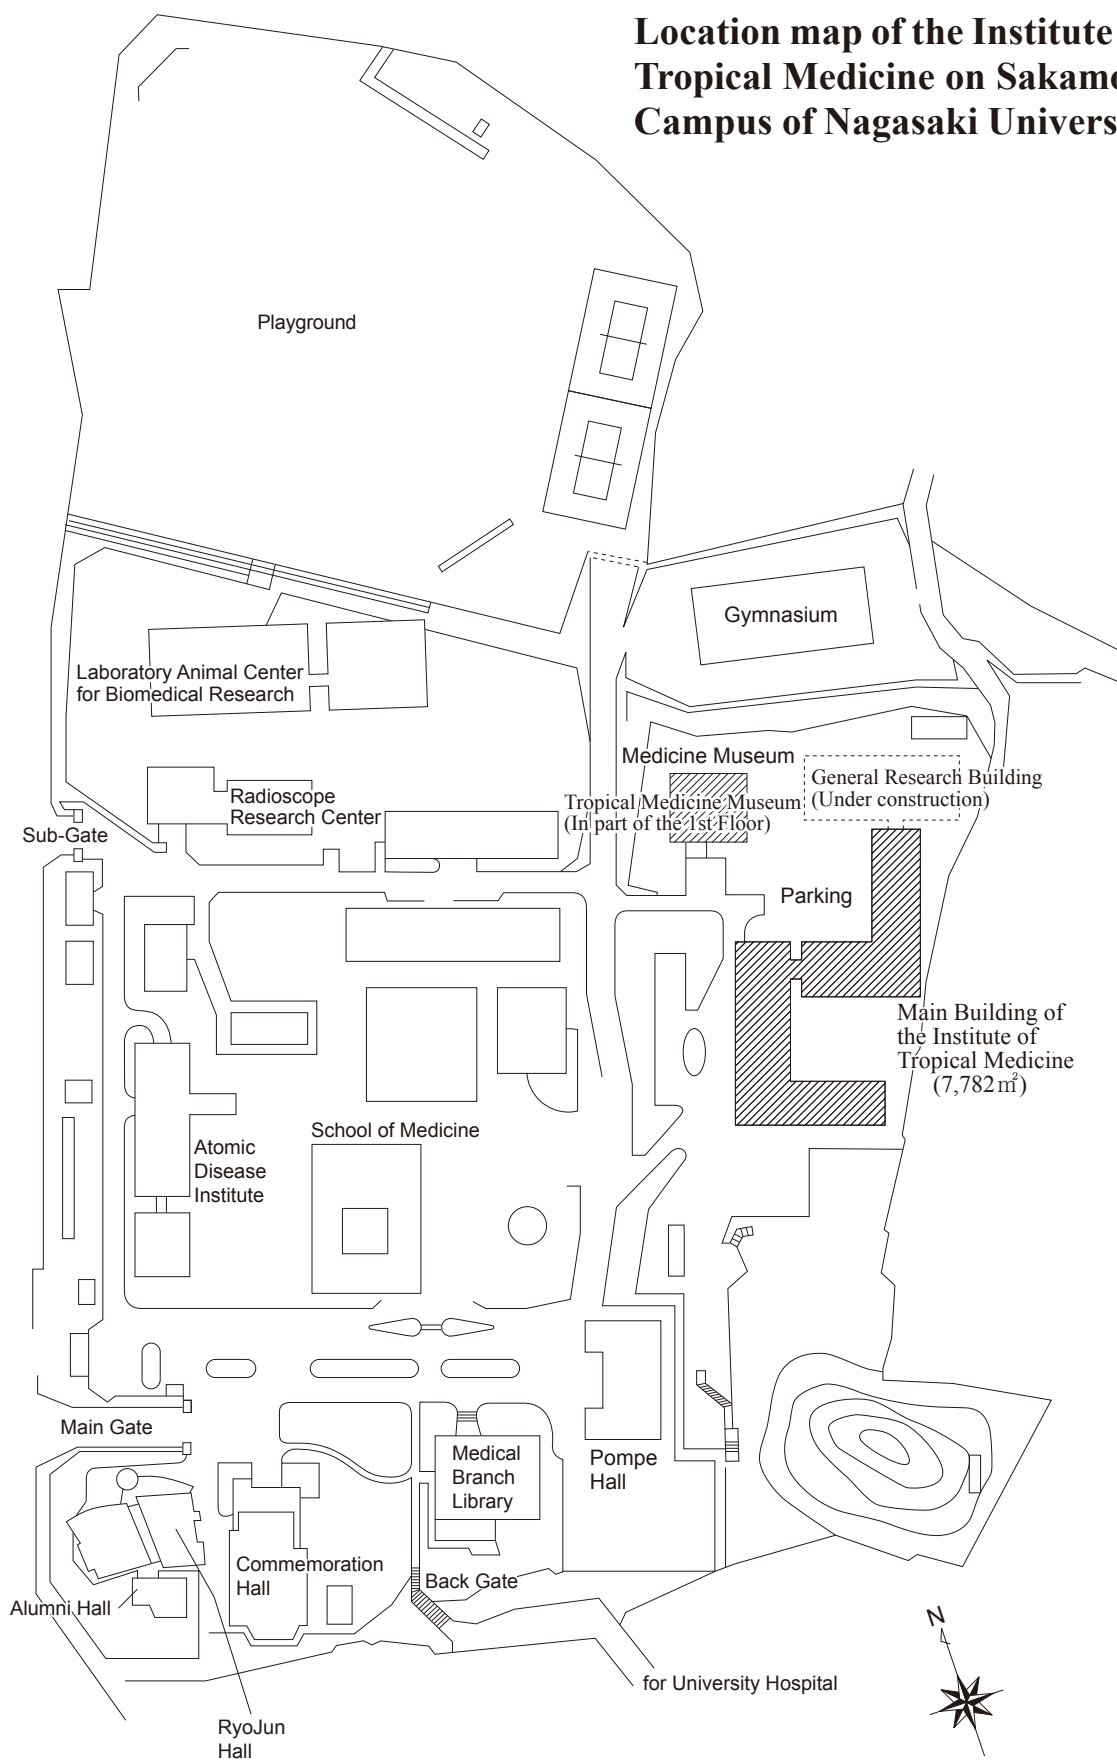 Location map of the Institute
Tropical Medicine on Sakam
Campus of Nagasaki Univers
Playground
Gymnasium
Laboratory Animal Center
for Biomedical Research
Medicine Museum
General Research Building
(Under construction)
Tropical Medicine Museum
(In part of the 1st Floor)
Radioscope
Research Center
Sub-Gate
Parking
Main Building of
the Institute of
Tropical Medicine
(7,782㎡)
School of Medicine
Atomic
Disease
Institute
Main Gate
Medical
Branch
Library
Pompe
Hall
Commemoration
Hall
Back Gate
Alumni Hall
N
for University Hospital
RyoJun
Hall